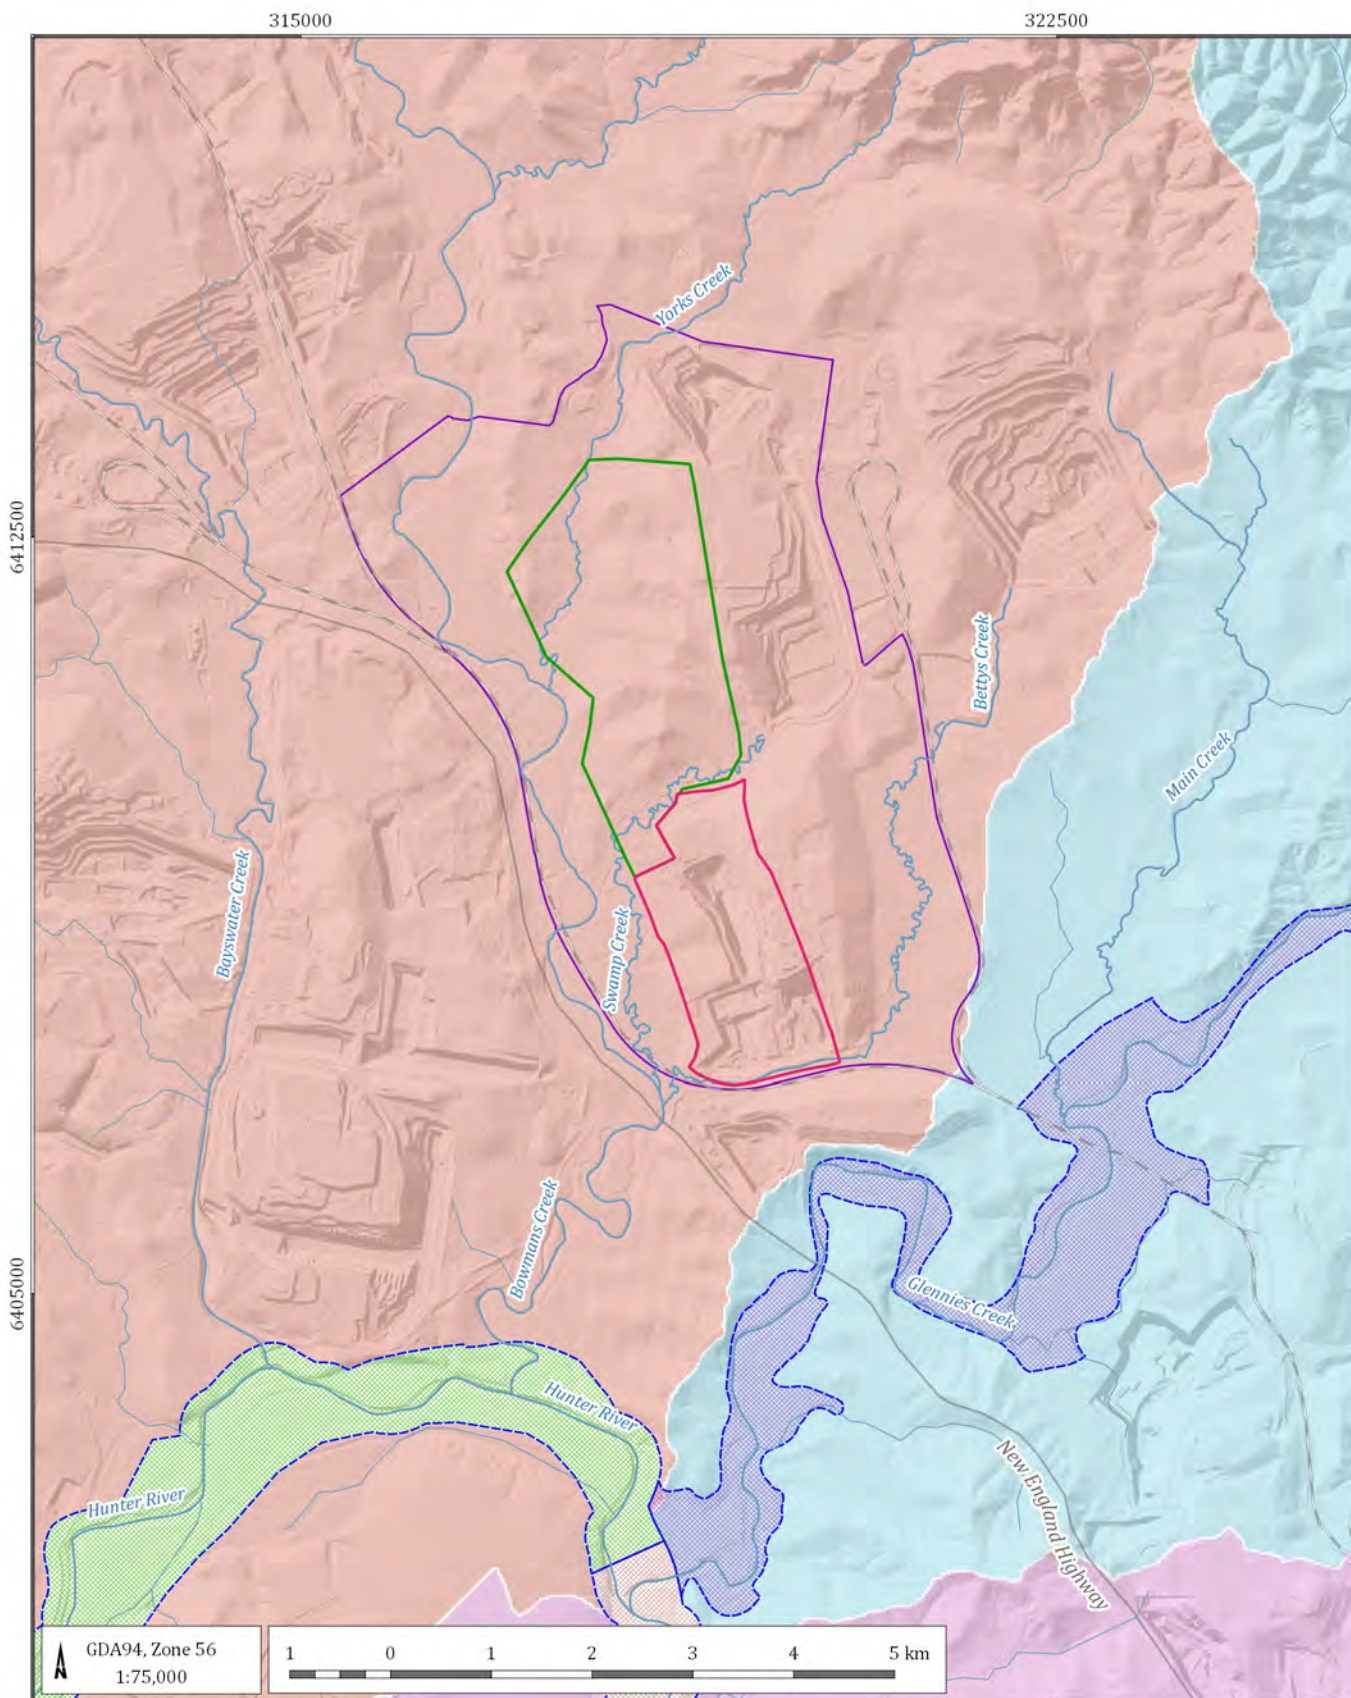 315000
322500
Yorks Creek
6412500
Bettys Creek
Main Creek
Bayswater Creek
Swamp Creek
Bowmans Creek
6405000
Glennies Creek
Hunter River
Hunter River
New England Highway
GDA94, Zone 56
1:75,000
N
1 0 1 2 3 4 5 km